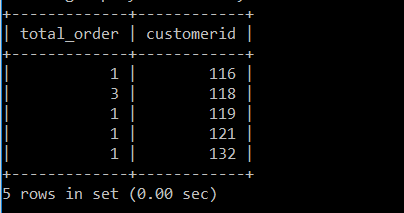 +-------------+------------+
| total_order | customerid |
+-------------+------------+
|           1 |        116 |
|           3 |        118 |
|           1 |        119 |
|           1 |        121 |
|           1 |        132 |
+-------------+------------+
5 rows in set (0.00 sec)